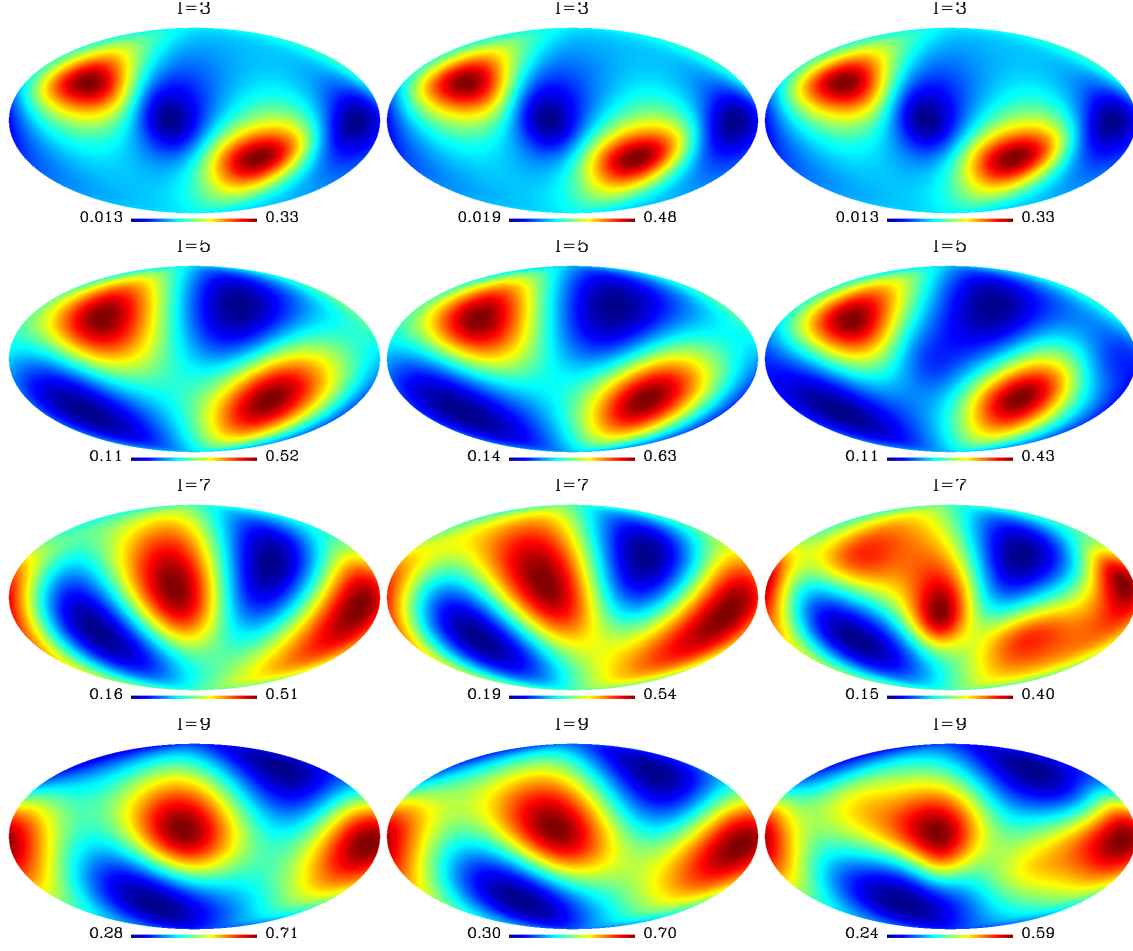 l=3 l=3 l=3
0.013 0.33 0.019 0.48 0.013 0.33
l=5 l=5 l=5
0.11 0.52 0.14 0.63 0.11 0.43
l=7 l=7 l=7
0.16 0.51 0.19 0.54 0.15 0.40
l=9 l=9 l=9
0.28 0.71 0.30 0.70 0.24 0.59